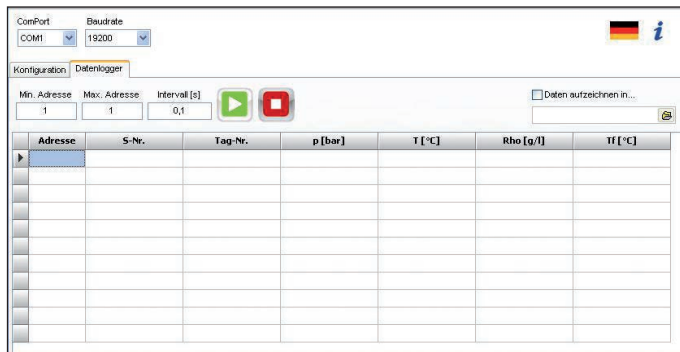 ComPort Baudrate
COM1 19200
i
Konfiguration Datenlogger
Min. Adresse Max. Adresse Intervall [s]
1 1 0,1
Daten aufzeichnen in...
Adresse S-Nr. Tag-Nr. p [bar] T [°C] Rho [g/l] Tf [°C]